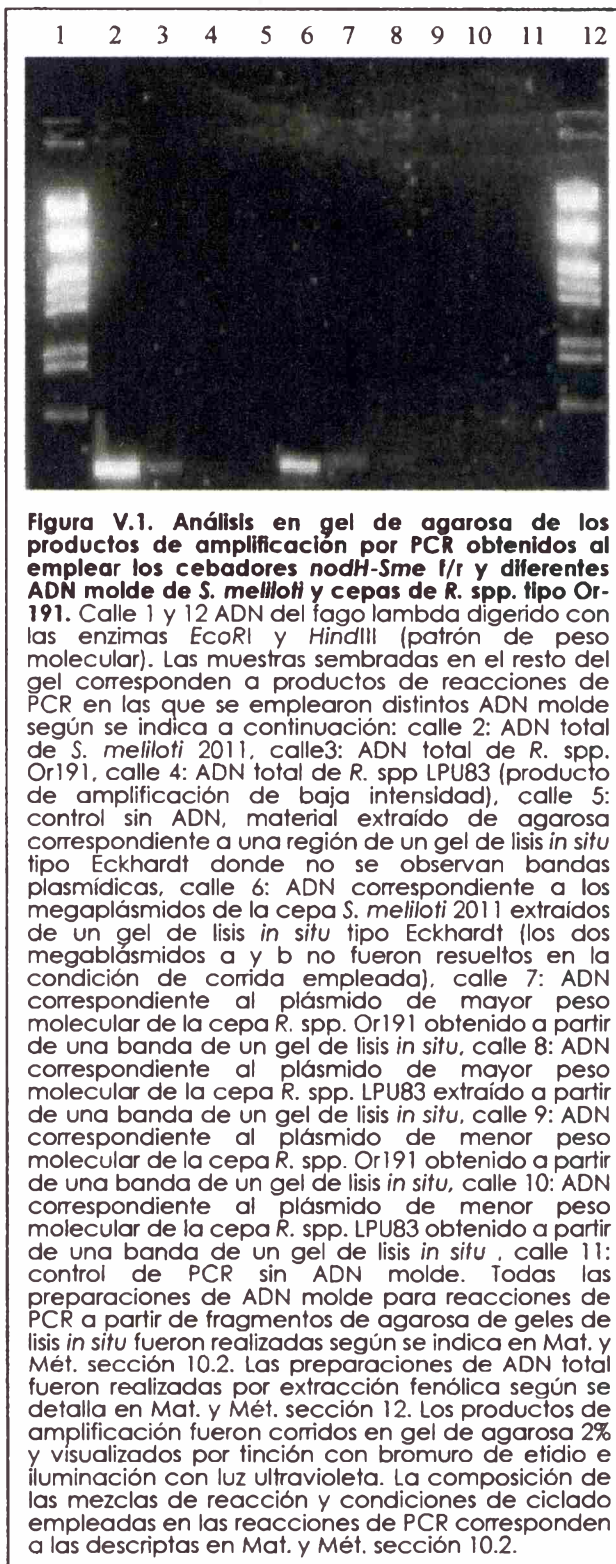 1 2 3 4 5 6 7 8 9 10 11 12
Figura V.1. Análisis en gel de agarosa de los
productos de amplificación por PCR obtenidos al
emplear los cebadores nodH-Sme f/r y diferentes
ADN molde de S. meliloti y cepas de R. spp. tipo Or-
191. Calle 1 y 12 ADN del fago lambda digerido con
las enzimas EcoRI y HindIII (patrón de peso
molecular). Las muestras sembradas en el resto del
gel corresponden a productos de reacciones de
PCR en las que se emplearon distintos ADN molde
según se indica a continuación: calle 2: ADN total
de S. meliloti 2011, calle3: ADN total de R. spp.
Or191, calle 4: ADN total de R. spp LPU83 (producto
de amplificación de baja intensidad), calle 5:
control sin ADN, material extraído de agarosa
correspondiente a una región de un gel de lisis in situ
tipo Eckhardt donde no se observan bandas
plasmídicas, calle 6: ADN correspondiente a los
megaplásmidos de la cepa S. meliloti 2011 extraídos
de un gel de lisis in situ tipo Eckhardt (los dos
megablásmidos a y b no fueron resueltos en la
condición de corrida empleada), calle 7: ADN
correspondiente al plásmido de mayor peso
molecular de la cepa R. spp. Or191 obtenido a partir
de una banda de un gel de lisis in situ, calle 8: ADN
correspondiente al plásmido de mayor peso
molecular de la cepa R. spp. LPU83 extraído a partir
de una banda de un gel de lisis in situ, calle 9: ADN
correspondiente al plásmido de menor peso
molecular de la cepa R. spp. Or191 obtenido a partir
de una banda de un gel de lisis in situ, calle 10: ADN
correspondiente al plásmido de menor peso
molecular de la cepa R. spp. LPU83 obtenido a partir
de una banda de un gel de lisis in situ , calle 11:
control de PCR sin ADN molde. Todas las
preparaciones de ADN molde para reacciones de
PCR a partir de fragmentos de agarosa de geles de
lisis in situ fueron realizadas según se indica en Mat. y
Mét. sección 10.2. Las preparaciones de ADN total
fueron realizadas por extracción fenólica según se
detalla en Mat. y Mét. sección 12. Los productos de
amplificación fueron corridos en gel de agarosa 2%
y visualizados por tinción con bromuro de etidio e
iluminación con luz ultravioleta. La composición de
las mezclas de reacción y condiciones de ciclado
empleadas en las reacciones de PCR corresponden
a las descriptas en Mat. y Mét. sección 10.2.